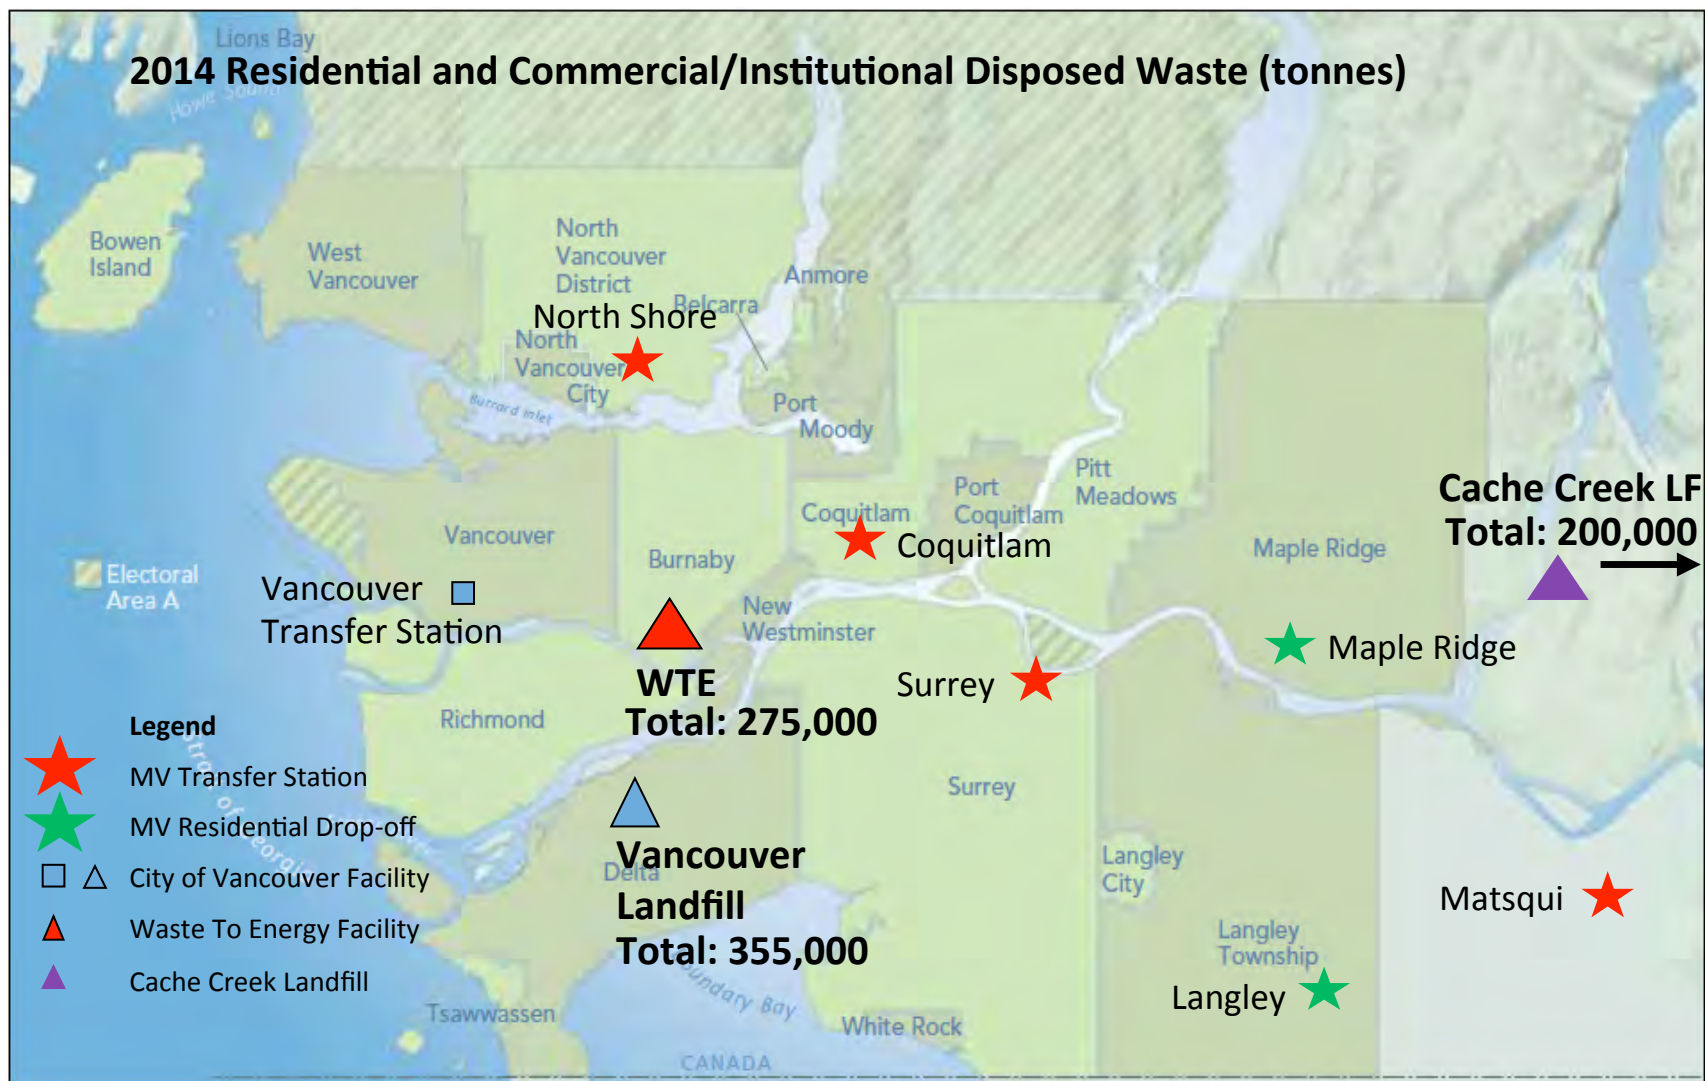 Lions Bay
2014 Residential and Commercial/Institutional Disposed Waste (tonnes)
Howe Sound
Bowen
Island
West
Vancouver
North
Vancouver
District
Anmore
Belcarra
North Shore
North
Vancouver
City
Burrard Inlet
Port
Moody
Pitt
Meadows
Port
Coquitlam
Coquitlam
Coquitlam
Cache Creek LF
Total: 200,000
Maple Ridge
Vancouver
Burnaby
Electoral
Area A
Vancouver
Transfer Station
New
Westminster
Maple Ridge
WTE
Total: 275,000
Surrey
Richmond
Legend
MV Transfer Station
MV Residential Drop-off
City of Vancouver Facility
Waste To Energy Facility
Cache Creek Landfill
Strait of Georgia
Surrey
Vancouver
Delta
Landfill
Total: 355,000
Langley
City
Matsqui
Langley
Township
Langley
Boundary Bay
Tsawwassen
White Rock
CANADA